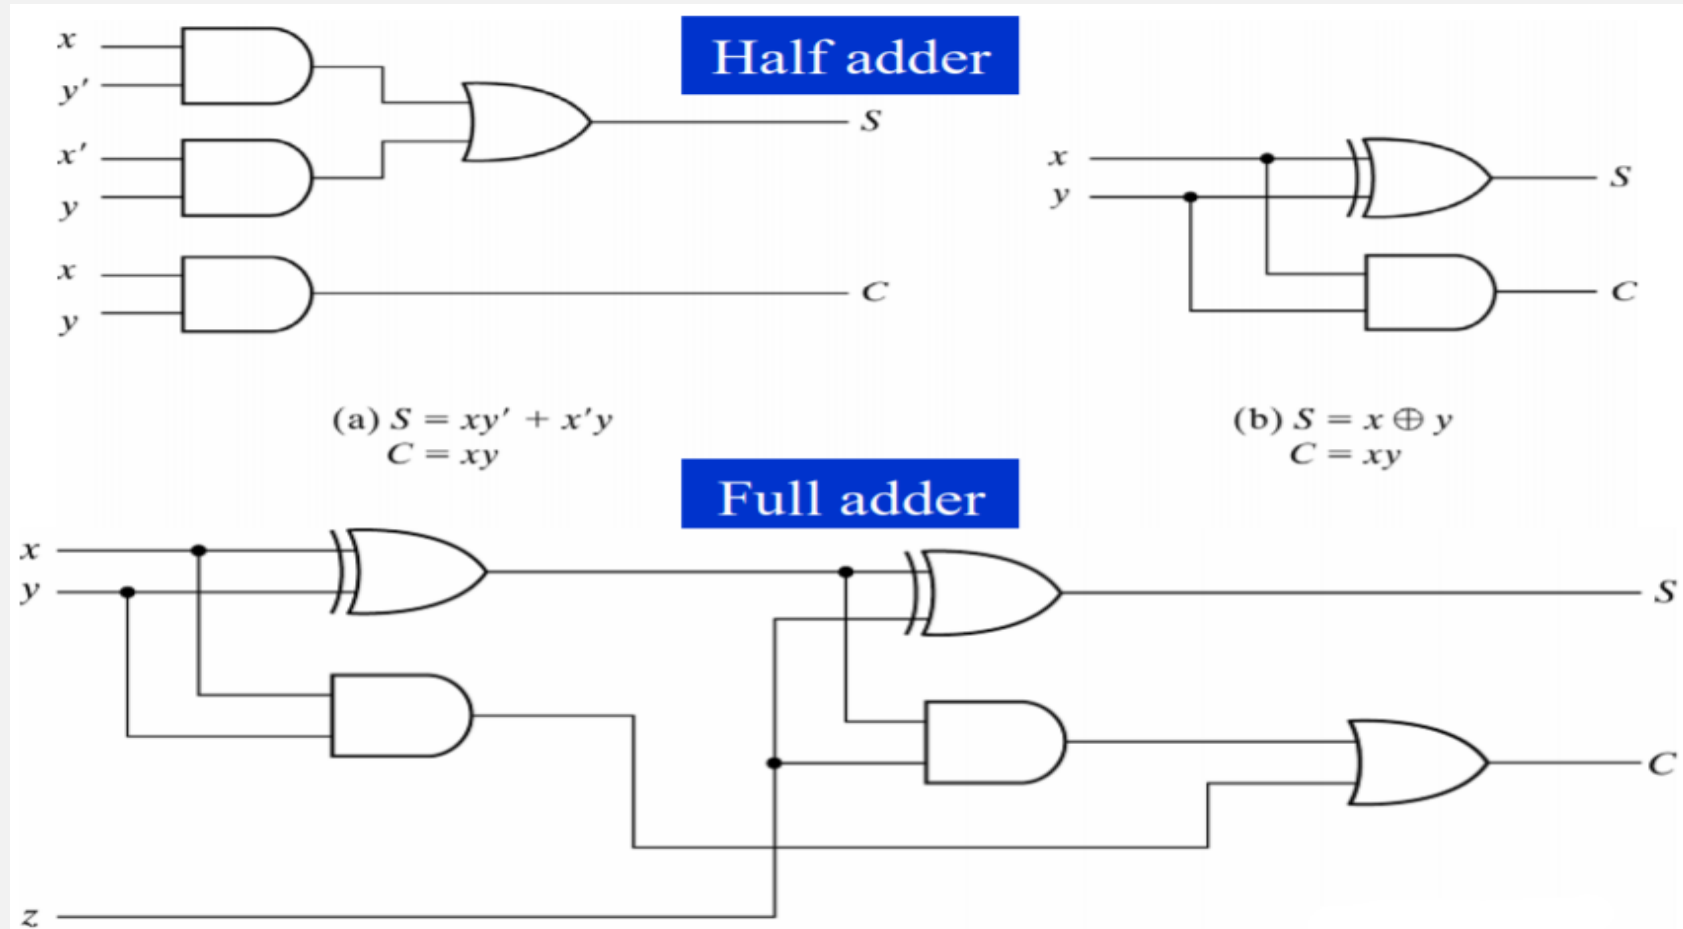 Half adder
x
y′
x′
y
x
y
S
C
x
y
S
C
(a) S = xy′ + x′y
C = xy
(b) S = x ⊕ y
C = xy
Full adder
x
y
z
S
C